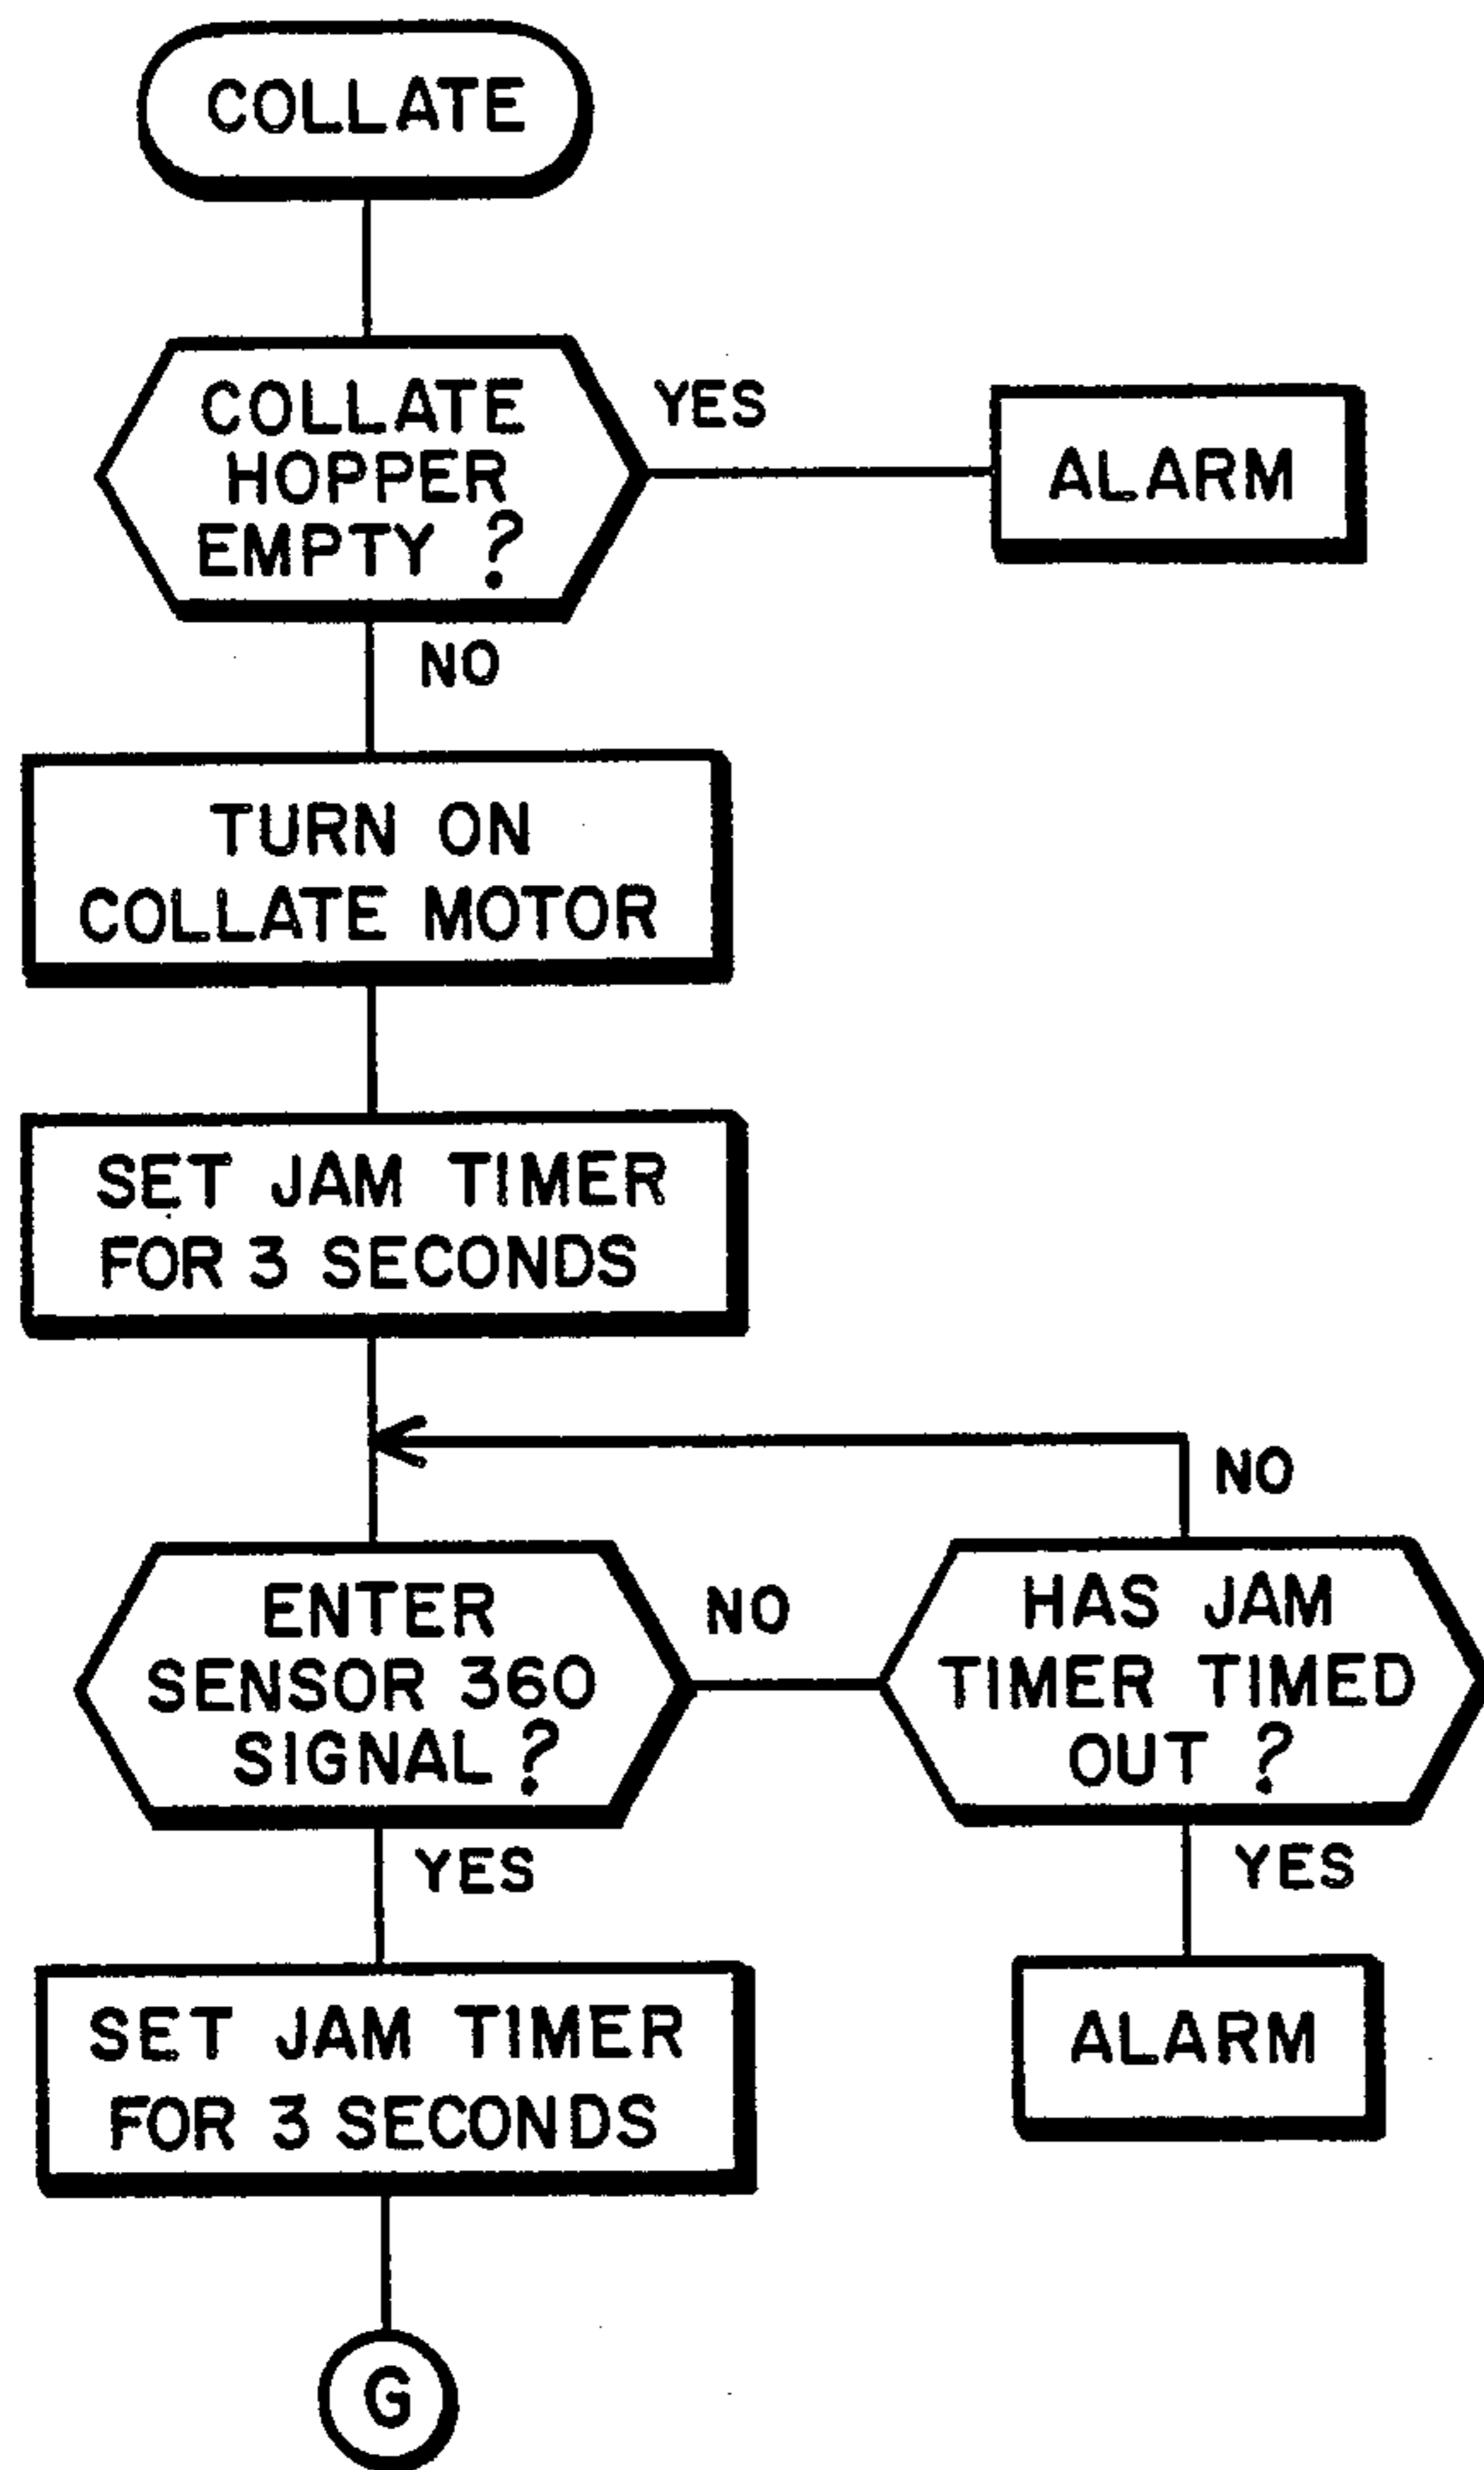 COLLATE
COLLATE
HOPPER
EMPTY ?
YES
ALARM
NO
TURN ON
COLLATE MOTOR
SET JAM TIMER
FOR 3 SECONDS
NO
ENTER
SENSOR 360
SIGNAL ?
NO
HAS JAM
TIMER TIMED
OUT ?
YES
YES
SET JAM TIMER
FOR 3 SECONDS
ALARM
G